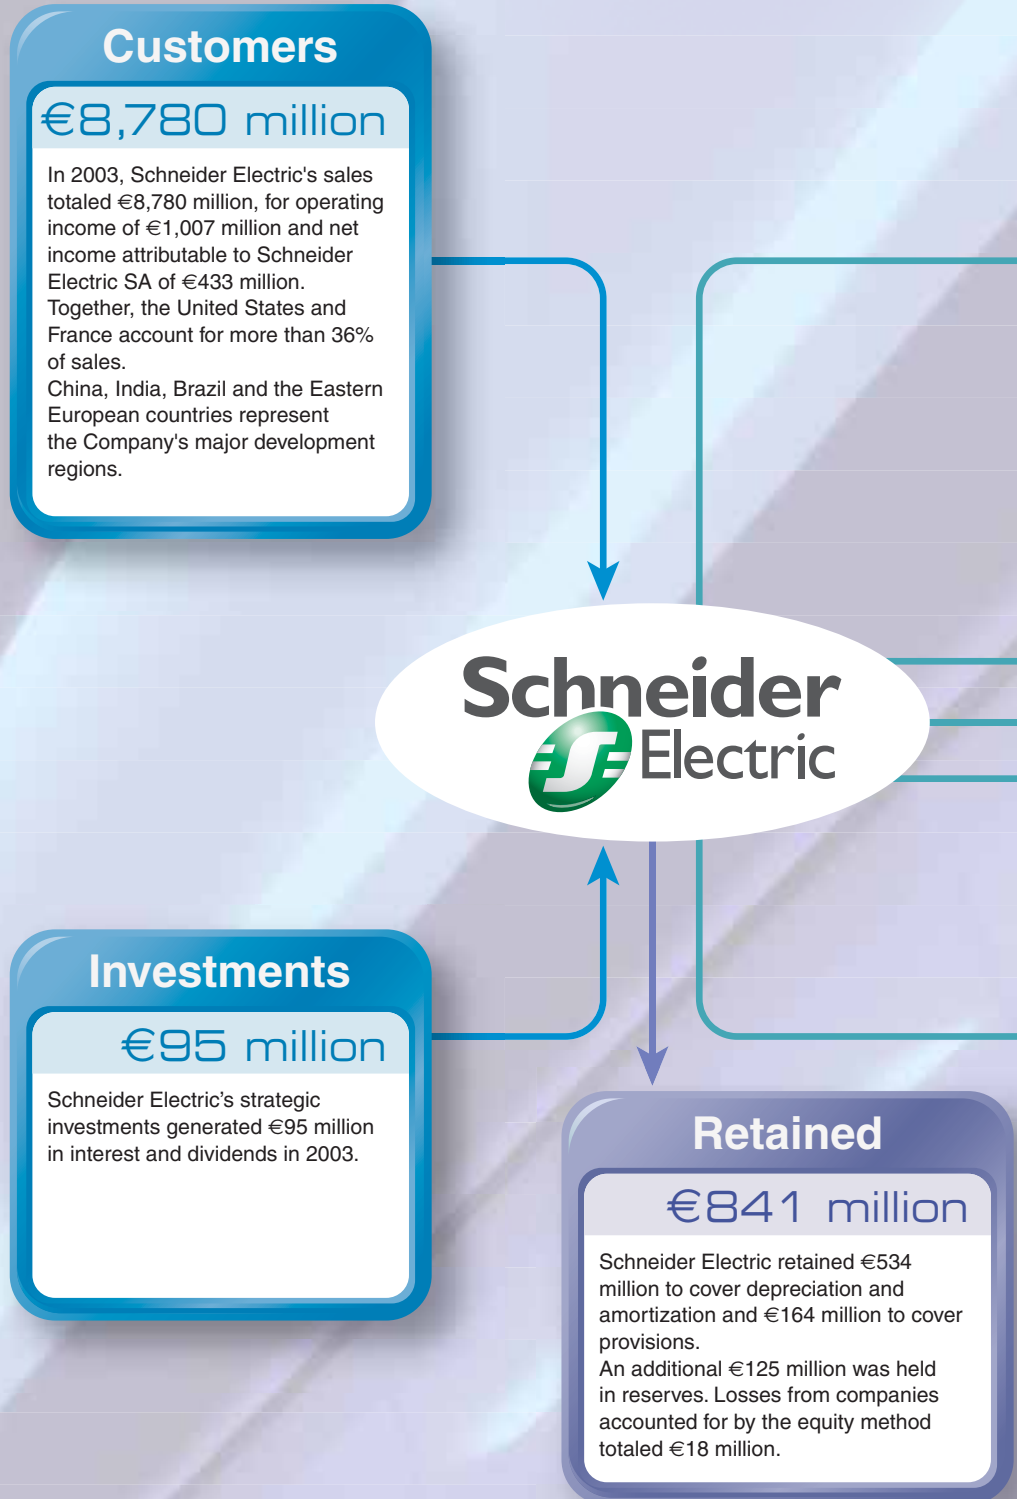 Customers
€8,780 million
In 2003, Schneider Electric's sales
totaled €8,780 million, for operating
income of €1,007 million and net
income attributable to Schneider
Electric SA of €433 million.
Together, the United States and
France account for more than 36%
of sales.
China, India, Brazil and the Eastern
European countries represent
the Company's major development
regions.
Schneider
Electric
Investments
€95 million
Schneider Electric’s strategic
investments generated €95 million
in interest and dividends in 2003.
Retained
€841 million
Schneider Electric retained €534
million to cover depreciation and
amortization and €164 million to cover
provisions.
An additional €125 million was held
in reserves. Losses from companies
accounted for by the equity method
totaled €18 million.